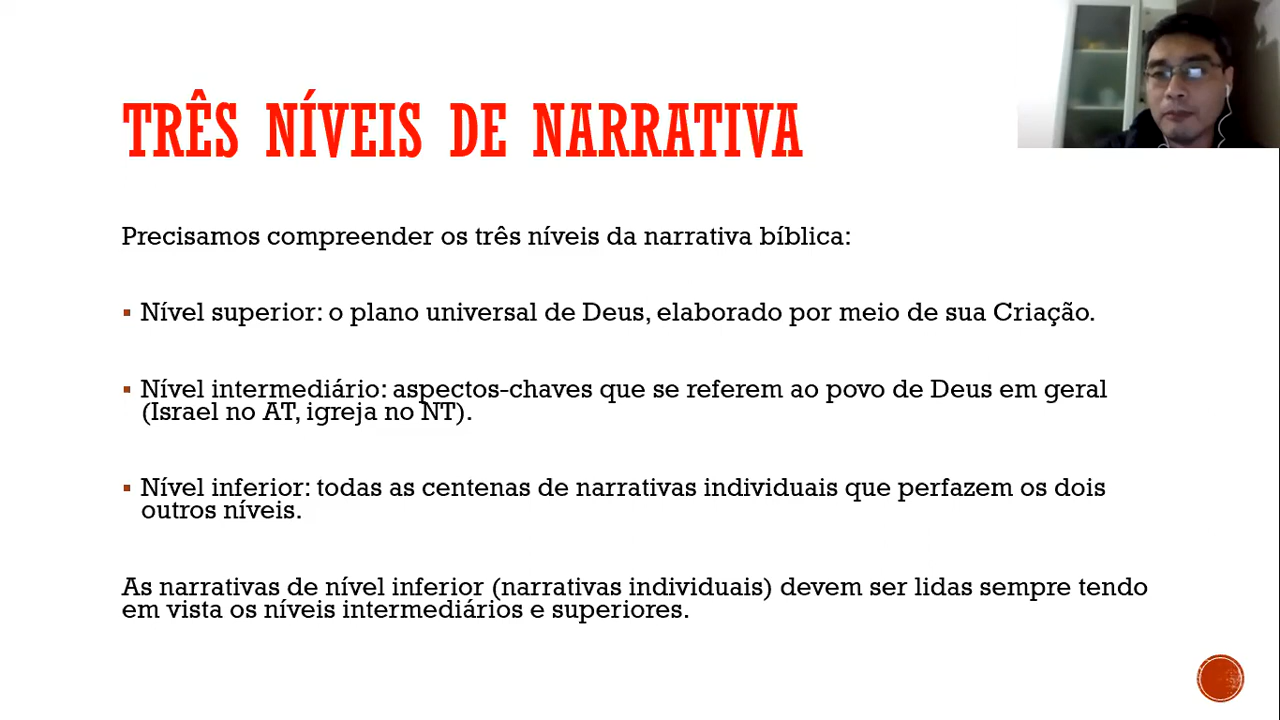 TRÊS NÍVEIS DE NARRATIVA
Precisamos compreender os três níveis da narrativa bíblica:
▪ Nível superior: o plano universal de Deus, elaborado por meio de sua Criação.
▪ Nível intermediário: aspectos-chaves que se referem ao povo de Deus em geral
(Israel no AT, igreja no NT).
▪ Nível inferior: todas as centenas de narrativas individuais que perfazem os dois
outros níveis.
As narrativas de nível inferior (narrativas individuais) devem ser lidas sempre tendo
em vista os níveis intermediários e superiores.